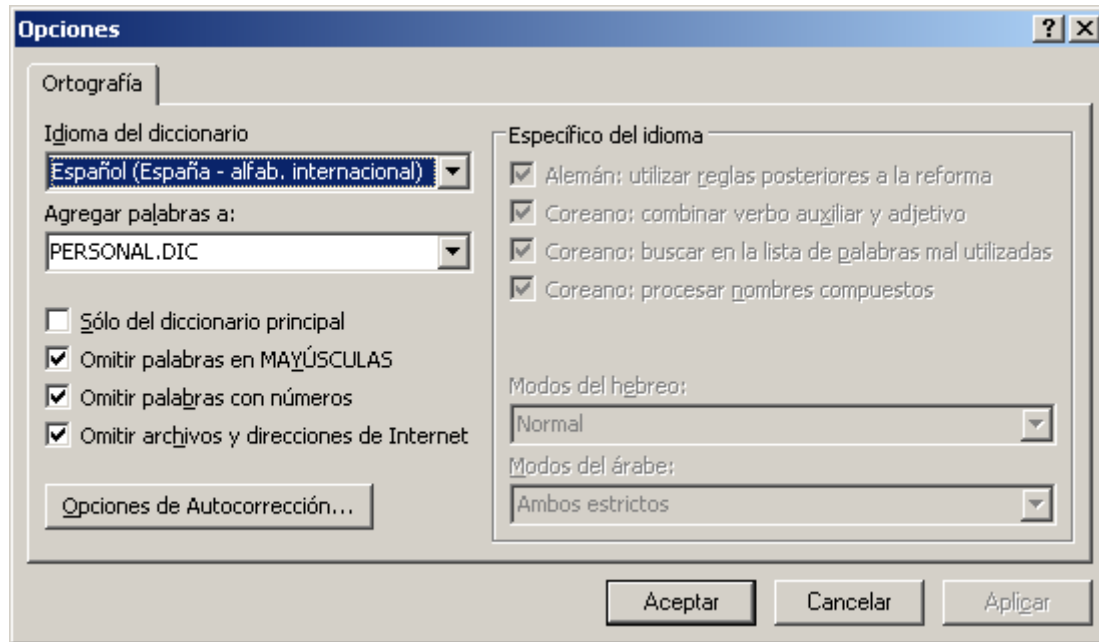 Opciones
Ortografía
Idioma del diccionario
Español (España - alfab. internacional)
Agregar palabras a:
PERSONAL.DIC
Sólo del diccionario principal
Omitir palabras en MAYÚSCULAS
Omitir palabras con números
Omitir archivos y direcciones de Internet
Opciones de Autocorrección...
Específico del idioma
Alemán: utilizar reglas posteriores a la reforma
Coreano: combinar verbo auxiliar y adjetivo
Coreano: buscar en la lista de palabras mal utilizadas
Coreano: procesar nombres compuestos
Modos del hebreo:
Normal
Modos del árabe:
Ambos estrictos
Aceptar
Cancelar
Aplicar